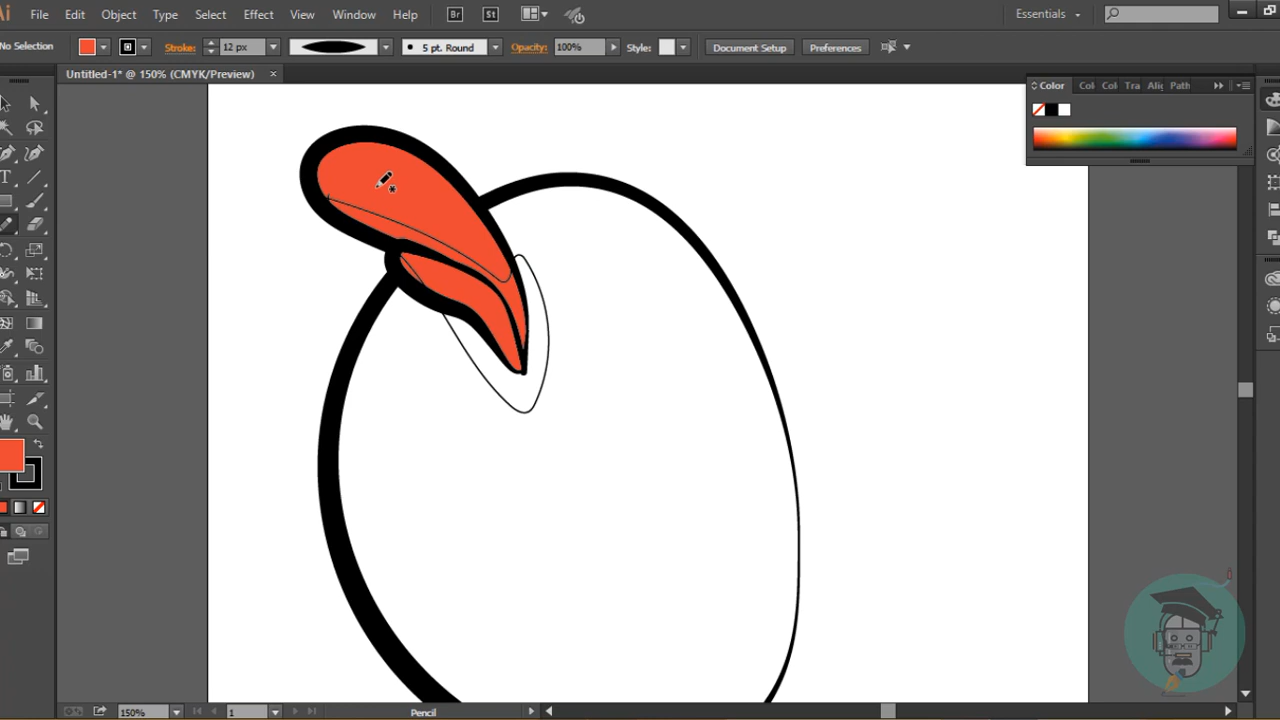 Ai File Edit Object Type Select Effect View Window Help Br St Essentials
No Selection Stroke: 12 px 5 pt. Round Opacity: 100% Style: Document Setup Preferences
Untitled-1* @ 150% (CMYK/Preview) ×
Color Col Col Tra Alig Path
T
150% 1 Pencil